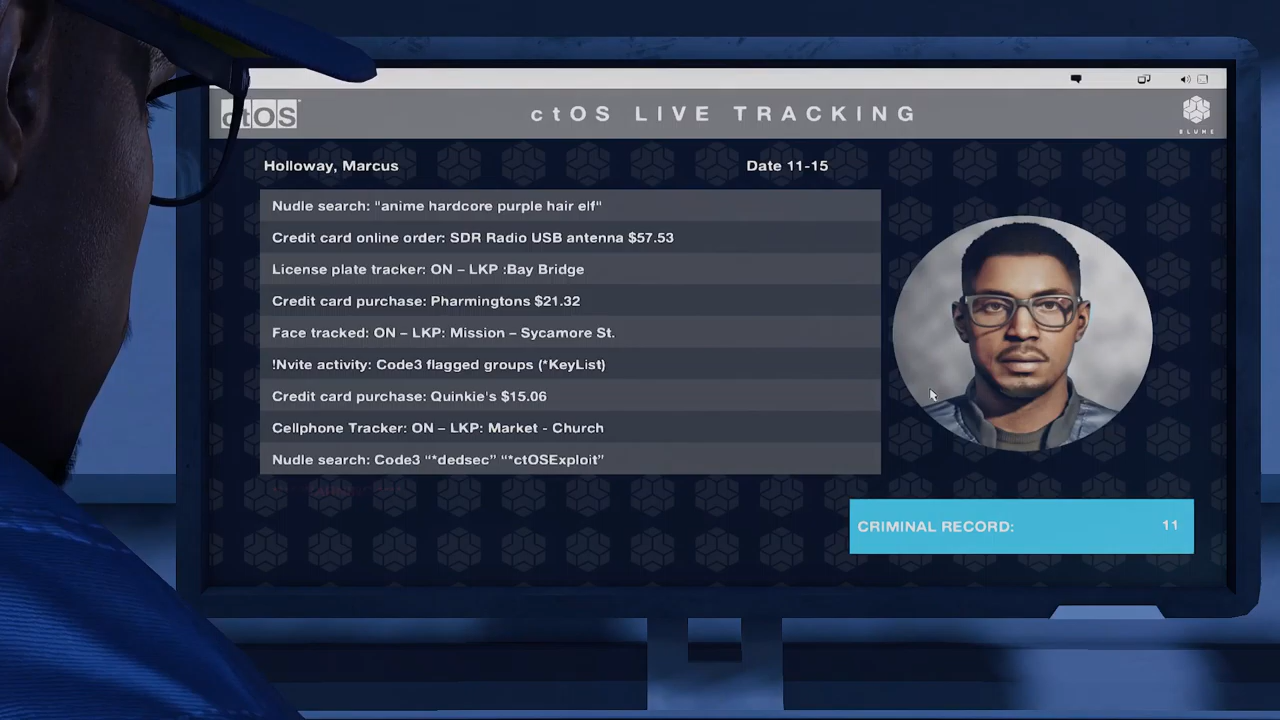 ctOS
ctOS LIVE TRACKING
BLUME
Holloway, Marcus
Date 11-15
Nudle search: "anime hardcore purple hair elf"
Credit card online order: SDR Radio USB antenna $57.53
License plate tracker: ON – LKP :Bay Bridge
Credit card purchase: Pharmingtons $21.32
Face tracked: ON – LKP: Mission – Sycamore St.
!Nvite activity: Code3 flagged groups (*KeyList)
Credit card purchase: Quinkie's $15.06
Cellphone Tracker: ON – LKP: Market - Church
Nudle search: Code3 “*dedsec” “*ctOSExploit”
CRIMINAL RECORD: 11